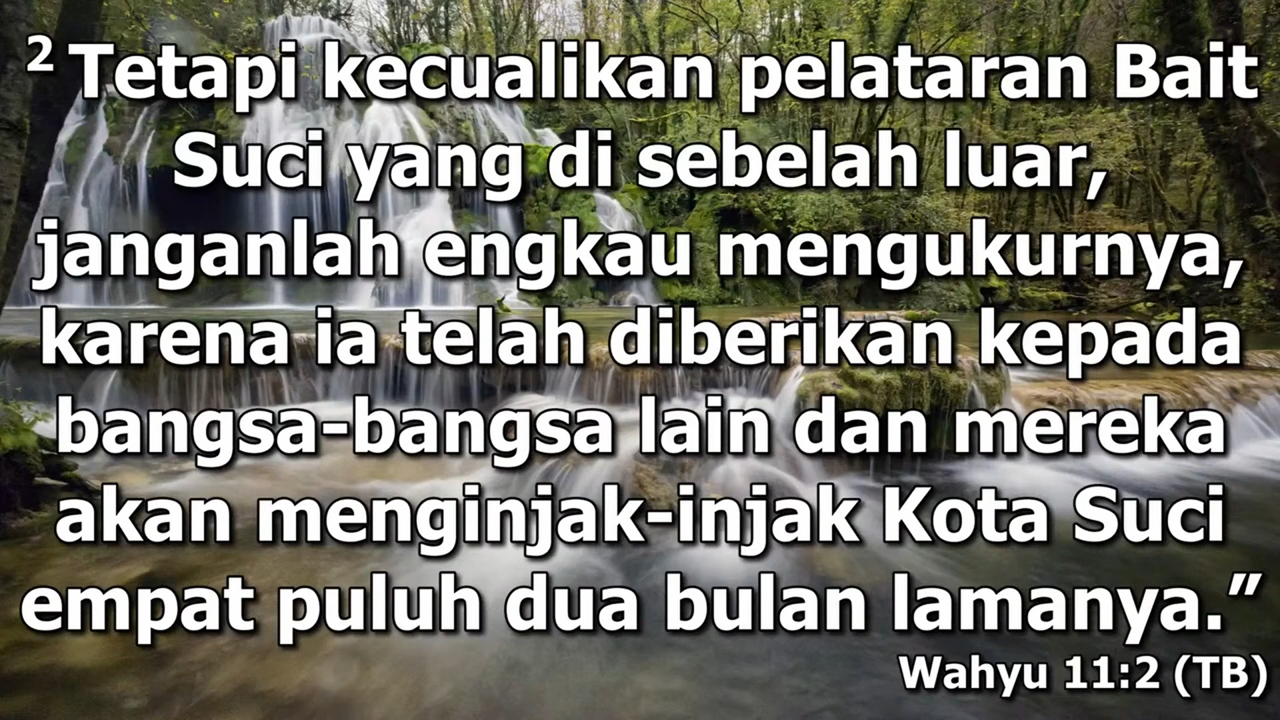 ² Tetapi kecualikan pelataran Bait
Suci yang di sebelah luar,
janganlah engkau mengukurnya,
karena ia telah diberikan kepada
bangsa-bangsa lain dan mereka
akan menginjak-injak Kota Suci
empat puluh dua bulan lamanya.”
Wahyu 11:2 (TB)